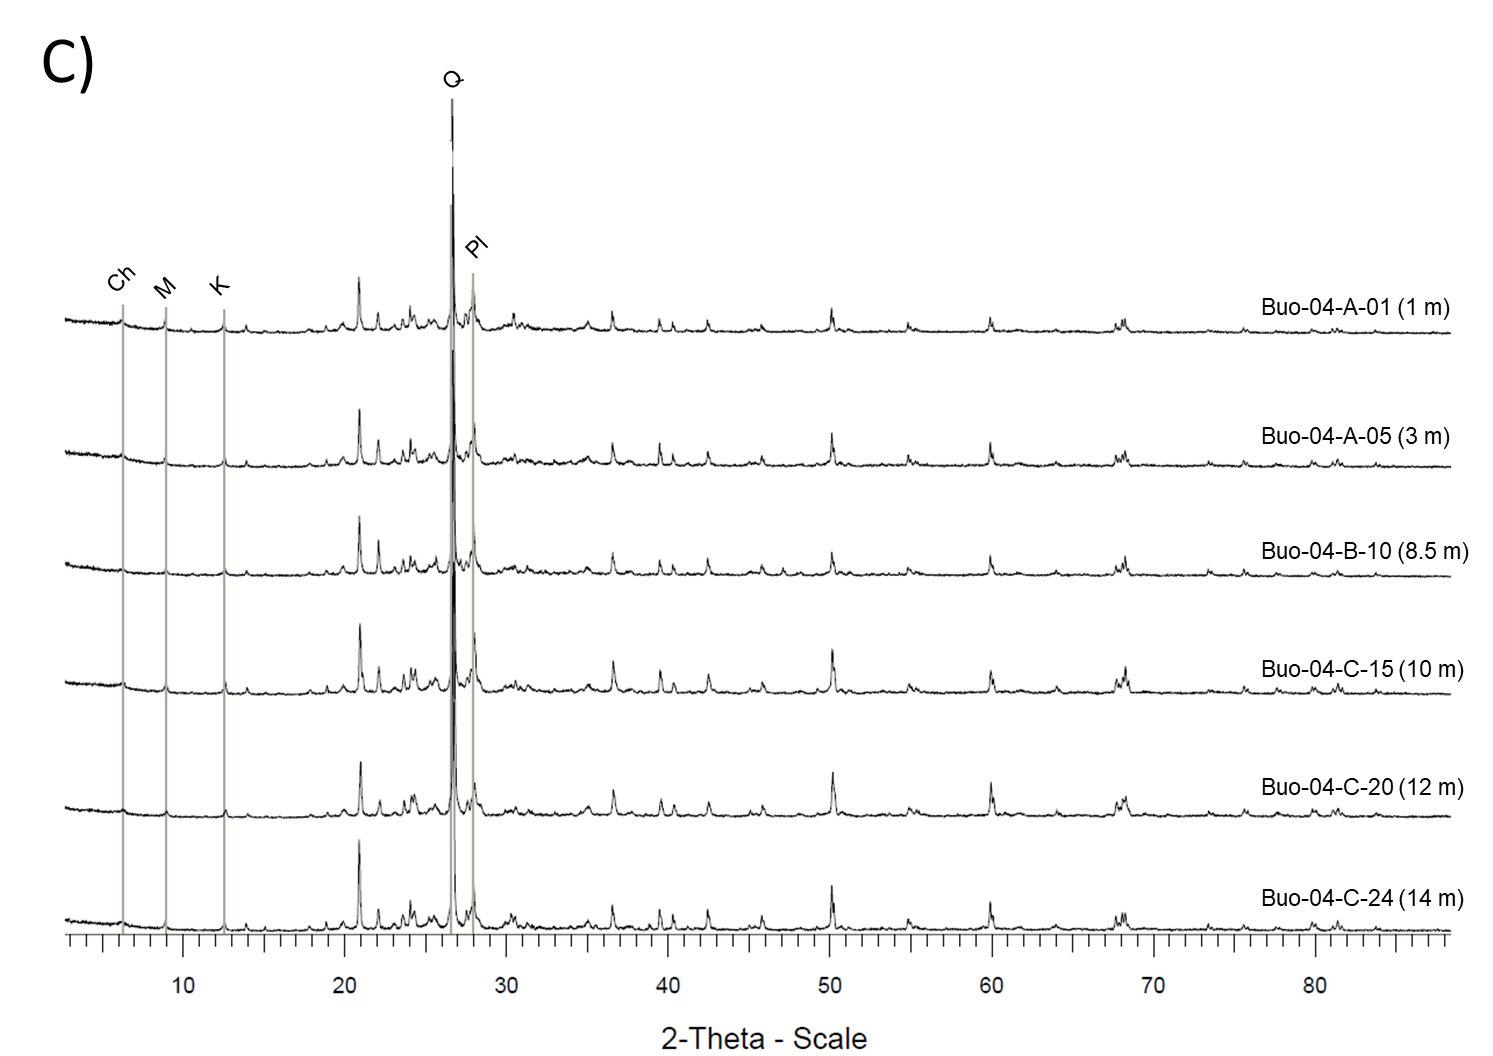 C)
Q
Pl
Ch
M
K
Buo-04-A-01 (1 m)
Buo-04-A-05 (3 m)
Buo-04-B-10 (8.5 m)
Buo-04-C-15 (10 m)
Buo-04-C-20 (12 m)
Buo-04-C-24 (14 m)
10 20 30 40 50 60 70 80
2-Theta - Scale